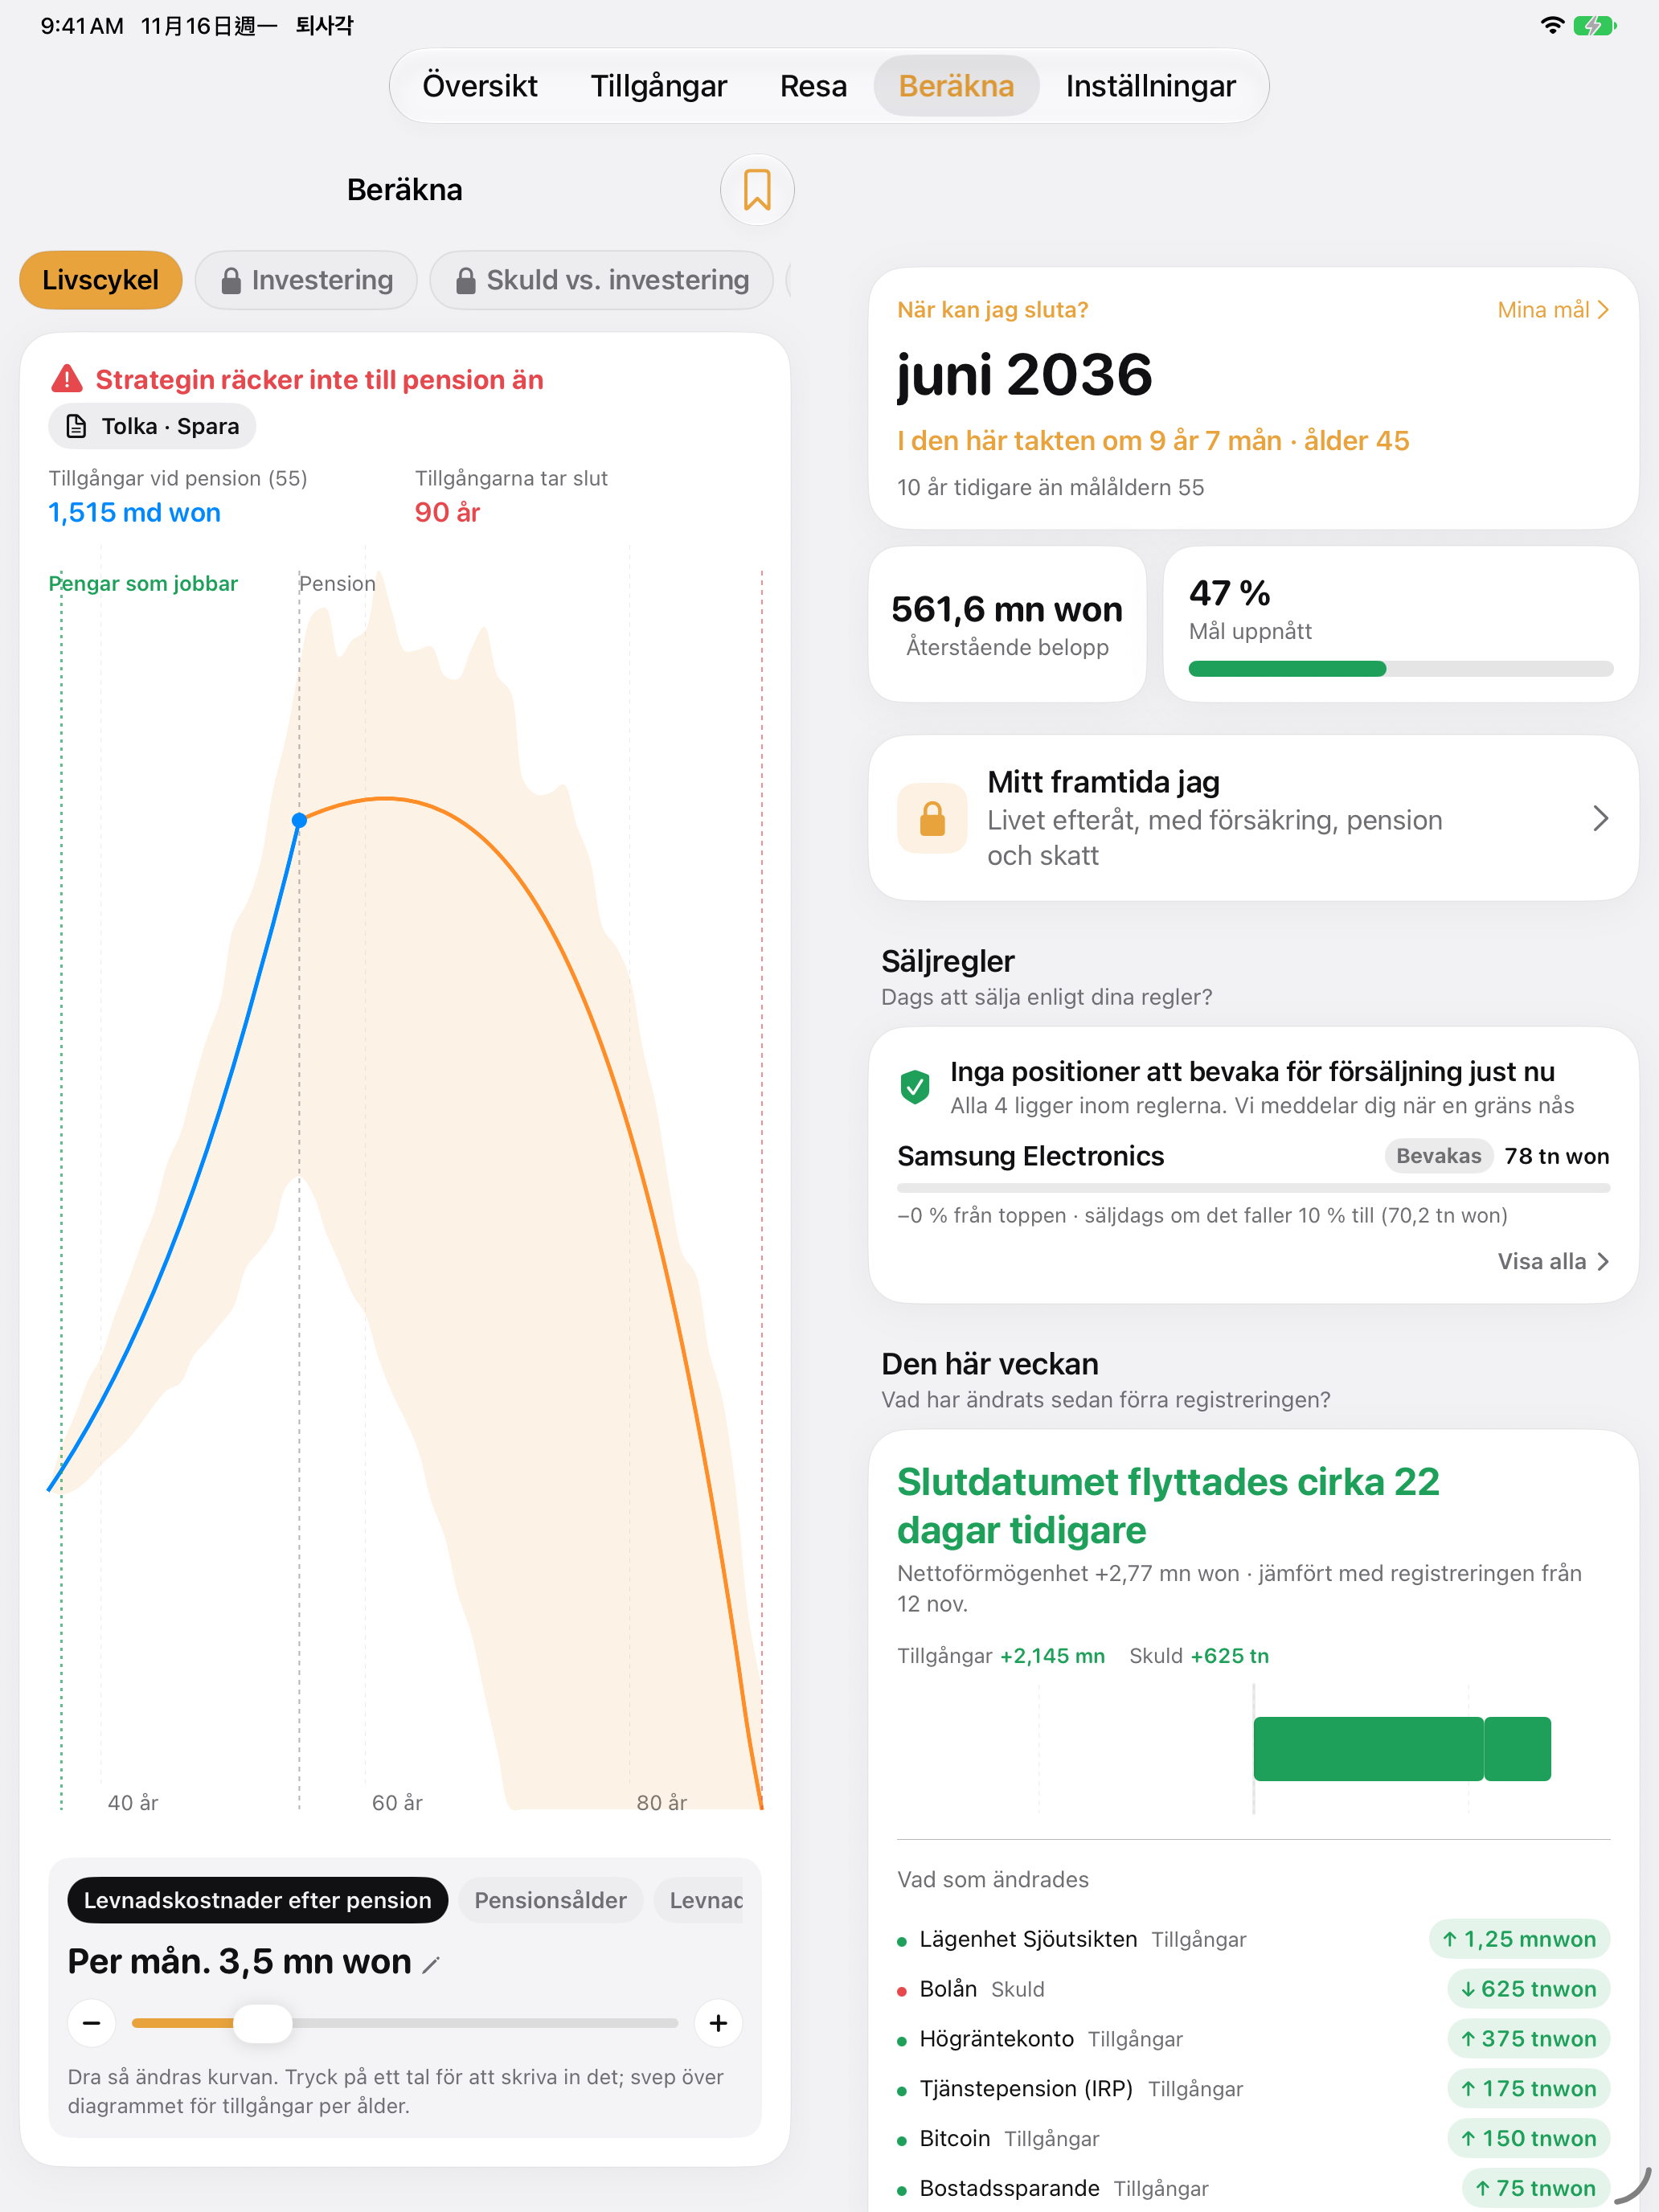 9:41 AM 11月16日週一 퇴사각
Översikt Tillgångar Resa Beräkna Inställningar
Beräkna
Livscykel Investering Skuld vs. investering
Strategin räcker inte till pension än
Tolka · Spara
Tillgångar vid pension (55) Tillgångarna tar slut
1,515 md won 90 år
Pengar som jobbar Pension
40 år 60 år 80 år
Levnadskostnader efter pension Pensionsålder Levnad
Per mån. 3,5 mn won
Dra så ändras kurvan. Tryck på ett tal för att skriva in det; svep över
diagrammet för tillgångar per ålder.
När kan jag sluta? Mina mål
juni 2036
I den här takten om 9 år 7 mån · ålder 45
10 år tidigare än målåldern 55
561,6 mn won
Återstående belopp
47 %
Mål uppnått
Mitt framtida jag
Livet efteråt, med försäkring, pension
och skatt
Säljregler
Dags att sälja enligt dina regler?
Inga positioner att bevaka för försäljning just nu
Alla 4 ligger inom reglerna. Vi meddelar dig när en gräns nås
Samsung Electronics Bevakas 78 tn won
−0 % från toppen · säljdags om det faller 10 % till (70,2 tn won)
Visa alla
Den här veckan
Vad har ändrats sedan förra registreringen?
Slutdatumet flyttades cirka 22
dagar tidigare
Nettoförmögenhet +2,77 mn won · jämfört med registreringen från
12 nov.
Tillgångar +2,145 mn Skuld +625 tn
Vad som ändrades
Lägenhet Sjöutsikten Tillgångar ↑ 1,25 mnwon
Bolån Skuld ↓ 625 tnwon
Högräntekonto Tillgångar ↑ 375 tnwon
Tjänstepension (IRP) Tillgångar ↑ 175 tnwon
Bitcoin Tillgångar ↑ 150 tnwon
Bostadssparande Tillgångar ↑ 75 tnwon